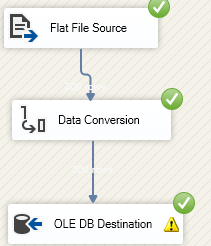 Flat File Source
Data Conversion
OLE DB Destination